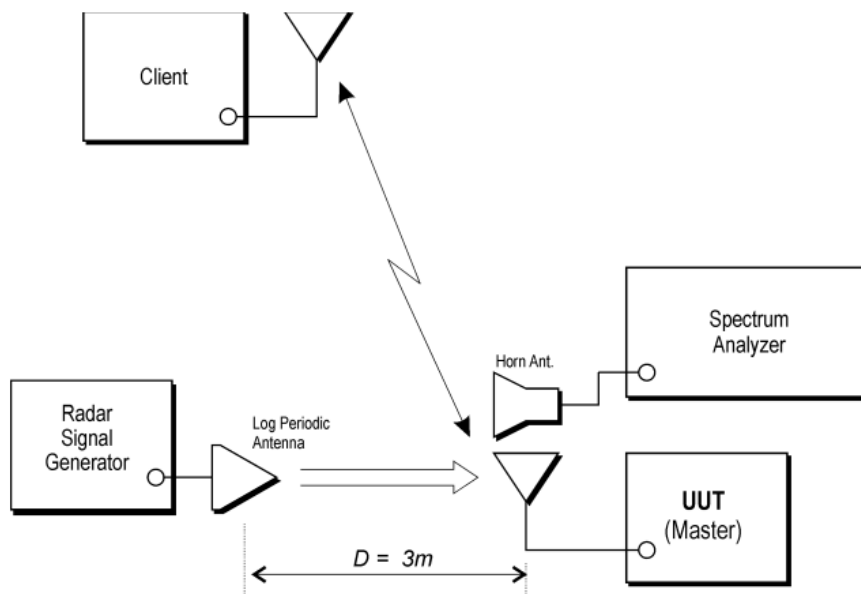 Client
Spectrum
Analyzer
Horn Ant.
Radar
Signal
Generator
Log Periodic
Antenna
UUT
(Master)
D = 3m